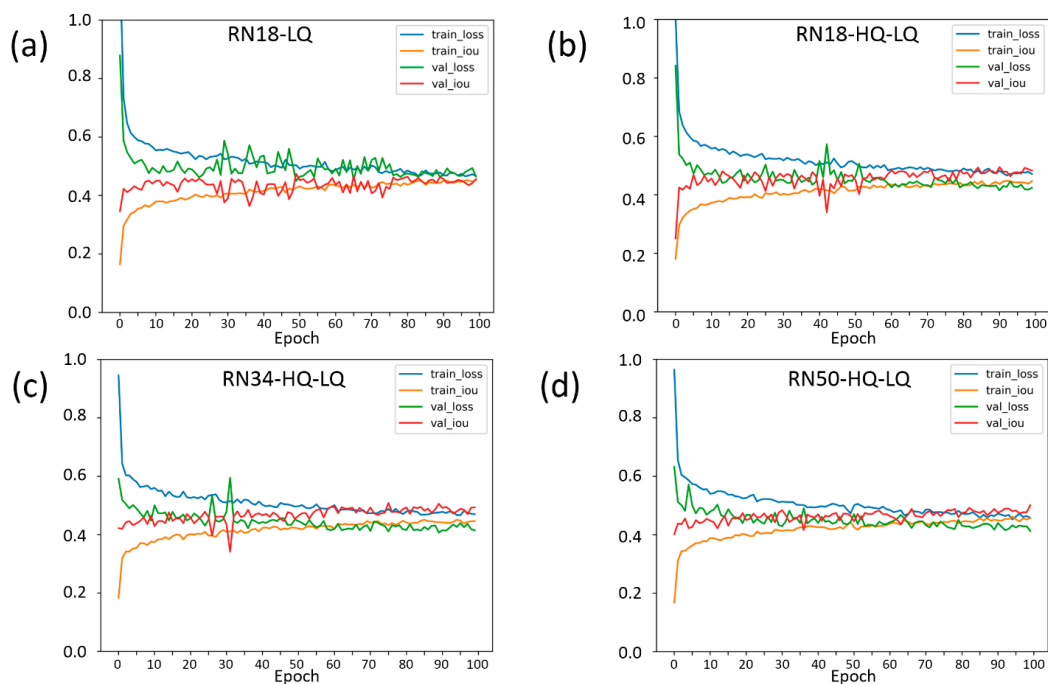 (a)
RN18-LQ
train_loss
train_iou
val_loss
val_iou
1.0
0.8
0.6
0.4
0.2
0.0
0 10 20 30 40 50 60 70 80 90 100
Epoch
(b)
RN18-HQ-LQ
train_loss
train_iou
val_loss
val_iou
1.0
0.8
0.6
0.4
0.2
0.0
0 10 20 30 40 50 60 70 80 90 100
Epoch
(c)
RN34-HQ-LQ
train_loss
train_iou
val_loss
val_iou
1.0
0.8
0.6
0.4
0.2
0.0
0 10 20 30 40 50 60 70 80 90 100
Epoch
(d)
RN50-HQ-LQ
train_loss
train_iou
val_loss
val_iou
1.0
0.8
0.6
0.4
0.2
0.0
0 10 20 30 40 50 60 70 80 90 100
Epoch